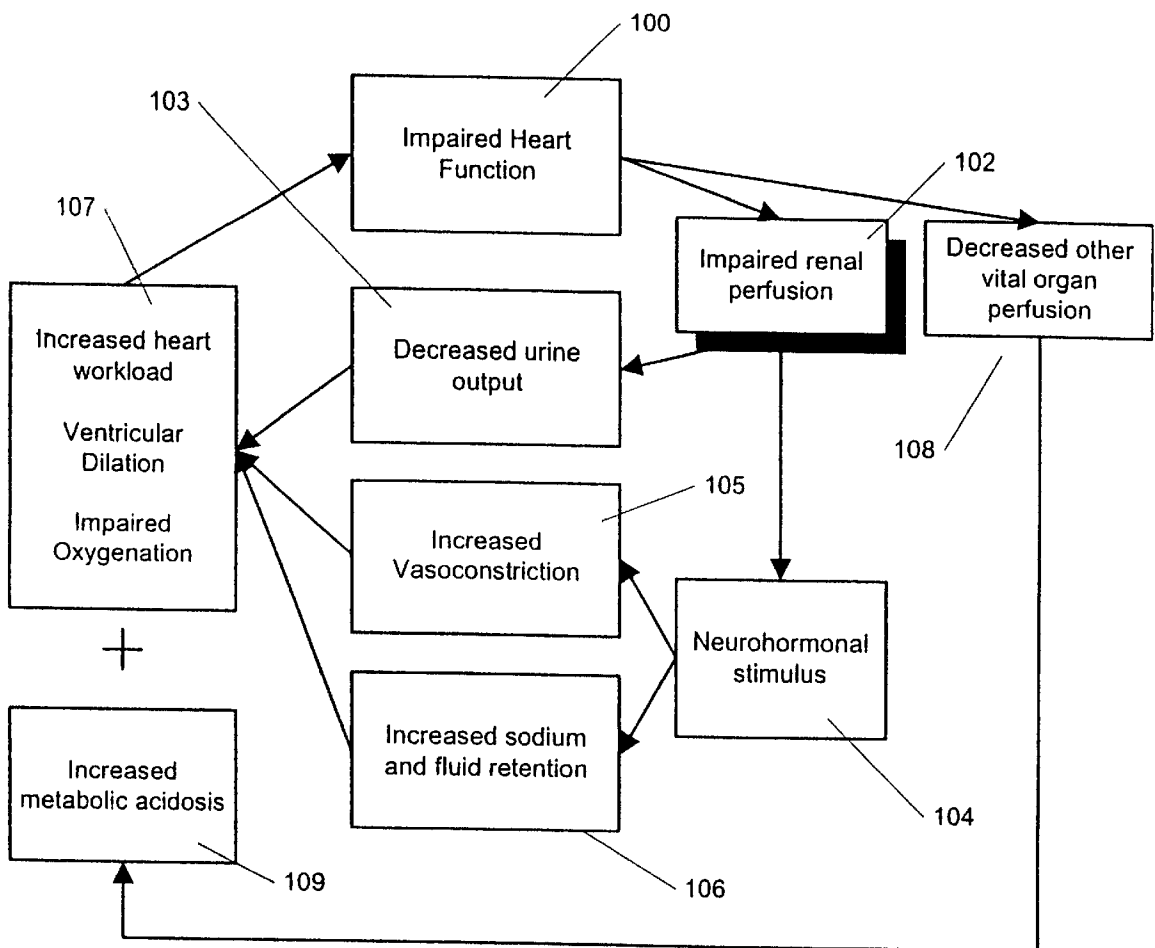 100
103
Impaired Heart
Function
102
107
Impaired renal
perfusion
Decreased other
vital organ
perfusion
Increased heart
workload
Ventricular
Dilation
Impaired
Oxygenation
Decreased urine
output
108
105
Increased
Vasoconstriction
Neurohormonal
stimulus
+
Increased sodium
and fluid retention
Increased
metabolic acidosis
104
109
106